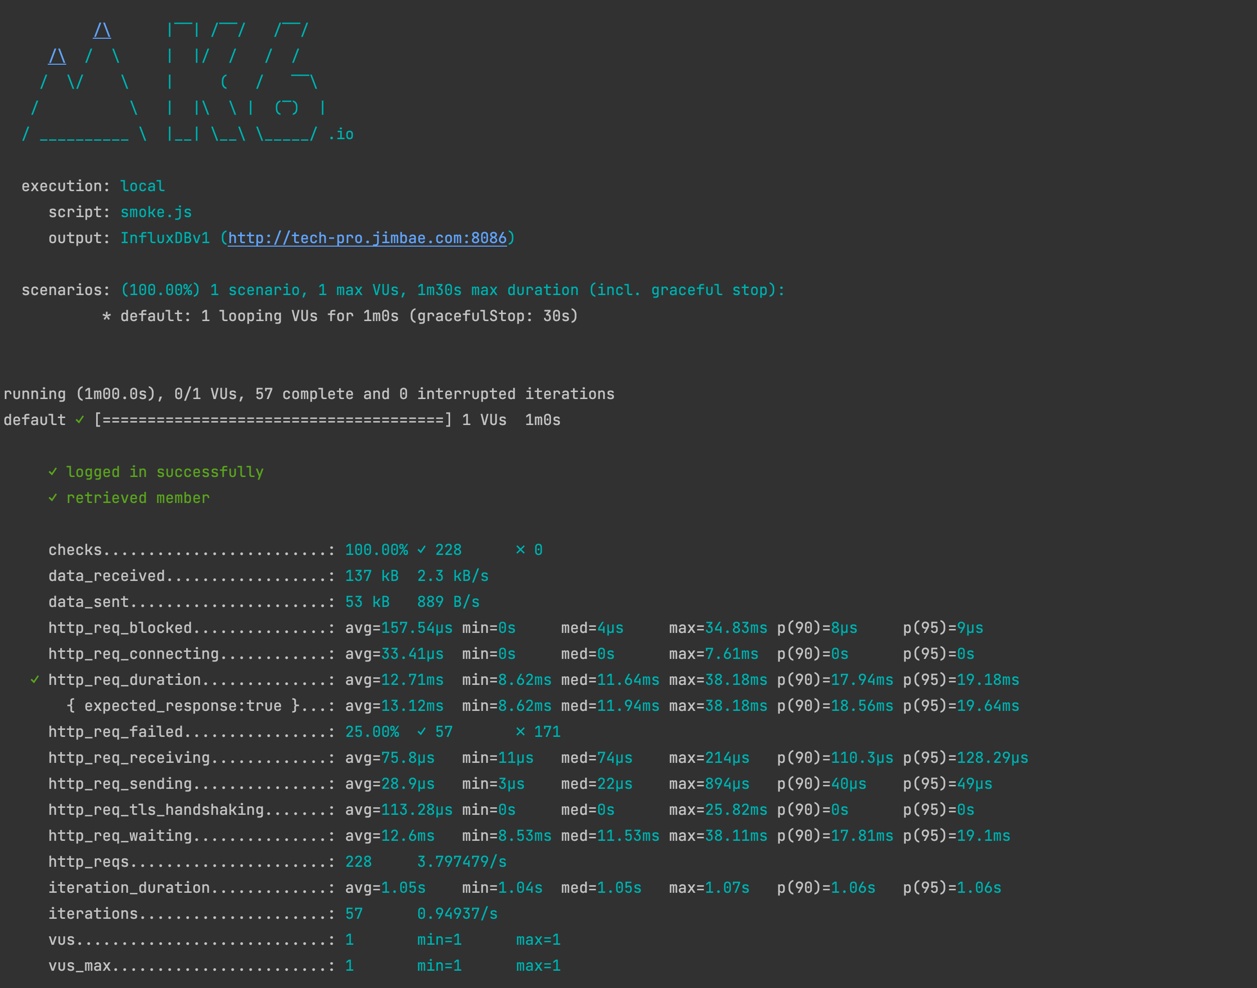 /\      |‾‾| /‾‾/   /‾‾/
/\  /  \     |  |/  /   /  /
/  \/    \    |     (   /   ‾‾\
/          \   |  |\  \ |  (‾)  |
/ __________ \  |__| \__\ \_____/ .io
execution: local
script: smoke.js
output: InfluxDBv1 (http://tech-pro.jimbae.com:8086)
scenarios: (100.00%) 1 scenario, 1 max VUs, 1m30s max duration (incl. graceful stop):
* default: 1 looping VUs for 1m0s (gracefulStop: 30s)
running (1m00.0s), 0/1 VUs, 57 complete and 0 interrupted iterations
default ✓ [======================================] 1 VUs  1m0s
✓ logged in successfully
✓ retrieved member
checks.........................: 100.00% ✓ 228      ✗ 0
data_received..................: 137 kB  2.3 kB/s
data_sent......................: 53 kB   889 B/s
http_req_blocked...............: avg=157.54µs min=0s     med=4µs     max=34.83ms p(90)=8µs     p(95)=9µs
http_req_connecting............: avg=33.41µs  min=0s     med=0s      max=7.61ms  p(90)=0s      p(95)=0s
✓ http_req_duration..............: avg=12.71ms  min=8.62ms med=11.64ms max=38.18ms p(90)=17.94ms p(95)=19.18ms
{ expected_response:true }...: avg=13.12ms  min=8.62ms med=11.94ms max=38.18ms p(90)=18.56ms p(95)=19.64ms
http_req_failed................: 25.00%  ✓ 57       ✗ 171
http_req_receiving.............: avg=75.8µs   min=11µs   med=74µs    max=214µs   p(90)=110.3µs p(95)=128.29µs
http_req_sending...............: avg=28.9µs   min=3µs    med=22µs    max=894µs   p(90)=40µs    p(95)=49µs
http_req_tls_handshaking.......: avg=113.28µs min=0s     med=0s      max=25.82ms p(90)=0s      p(95)=0s
http_req_waiting...............: avg=12.6ms   min=8.53ms med=11.53ms max=38.11ms p(90)=17.81ms p(95)=19.1ms
http_reqs......................: 228     3.797479/s
iteration_duration.............: avg=1.05s    min=1.04s  med=1.05s   max=1.07s   p(90)=1.06s   p(95)=1.06s
iterations.....................: 57      0.94937/s
vus............................: 1       min=1      max=1
vus_max........................: 1       min=1      max=1